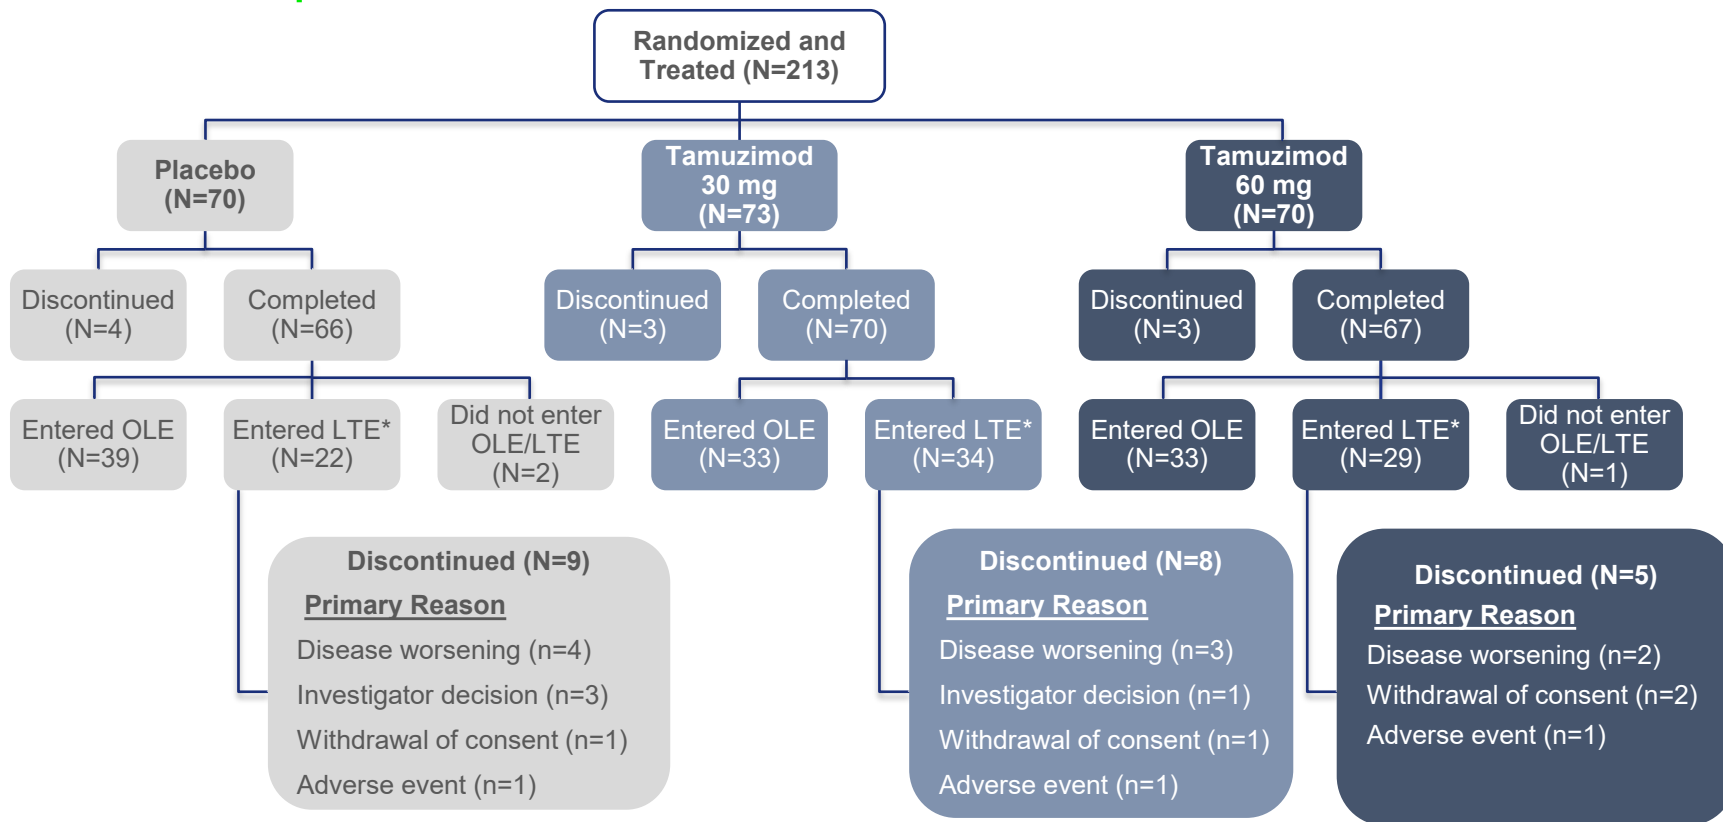 Randomized and
Treated (N=213)
Placebo
(N=70)
Tamuzimod
30 mg
(N=73)
Tamuzimod
60 mg
(N=70)
Discontinued
(N=4)
Completed
(N=66)
Discontinued
(N=3)
Completed
(N=70)
Discontinued
(N=3)
Completed
(N=67)
Entered OLE
(N=39)
Entered LTE*
(N=22)
Did not enter
OLE/LTE
(N=2)
Entered OLE
(N=33)
Entered LTE*
(N=34)
Entered OLE
(N=33)
Entered LTE*
(N=29)
Did not enter
OLE/LTE
(N=1)
Discontinued (N=9)
Primary Reason
Disease worsening (n=4)
Investigator decision (n=3)
Withdrawal of consent (n=1)
Adverse event (n=1)
Discontinued (N=8)
Primary Reason
Disease worsening (n=3)
Investigator decision (n=1)
Withdrawal of consent (n=1)
Adverse event (n=1)
Discontinued (N=5)
Primary Reason
Disease worsening (n=2)
Withdrawal of consent (n=2)
Adverse event (n=1)